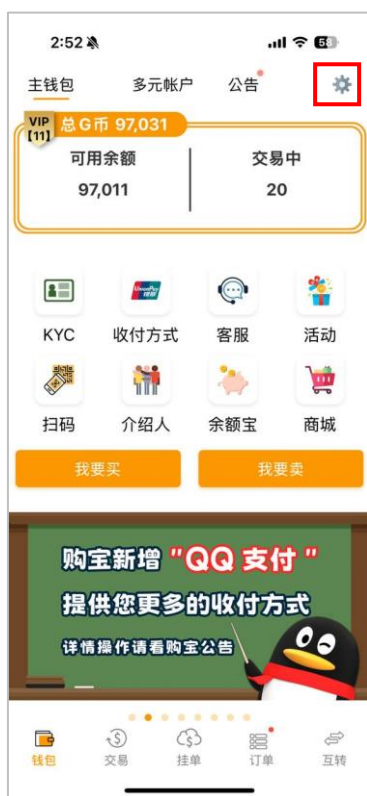 2:52
53
主钱包 多元帐户 公告
VIP
[11]
总G币 97,031
可用余额 交易中
97,011 20
KYC 收付方式 客服 活动
扫码 介绍人 余额宝 商城
我要买 我要卖
购宝新增 "QQ 支付"
提供您更多的收付方式
详情操作请看购宝公告
钱包 交易 挂单 订单 互转